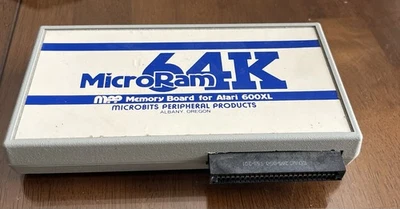 64K
MicroRam
mpp Memory Board for Atari 600XL
MICROBITS PERIPHERAL PRODUCTS
ALBANY, OREGON